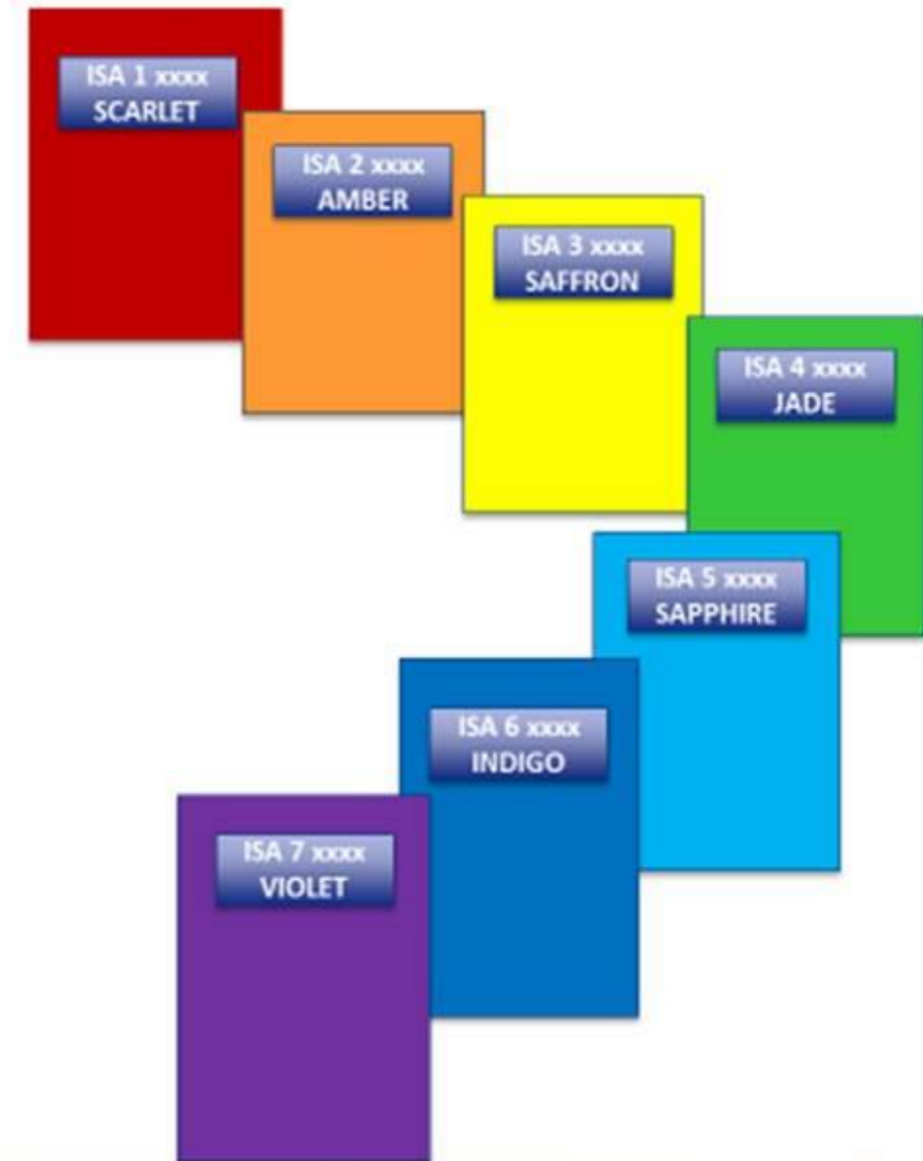 ISA 1 xxxx
SCARLET
ISA 2 xxxx
AMBER
ISA 3 xxxx
SAFFRON
ISA 4 xxxx
JADE
ISA 5 xxxx
SAPPHIRE
ISA 6 xxxx
INDIGO
ISA 7 xxxx
VIOLET